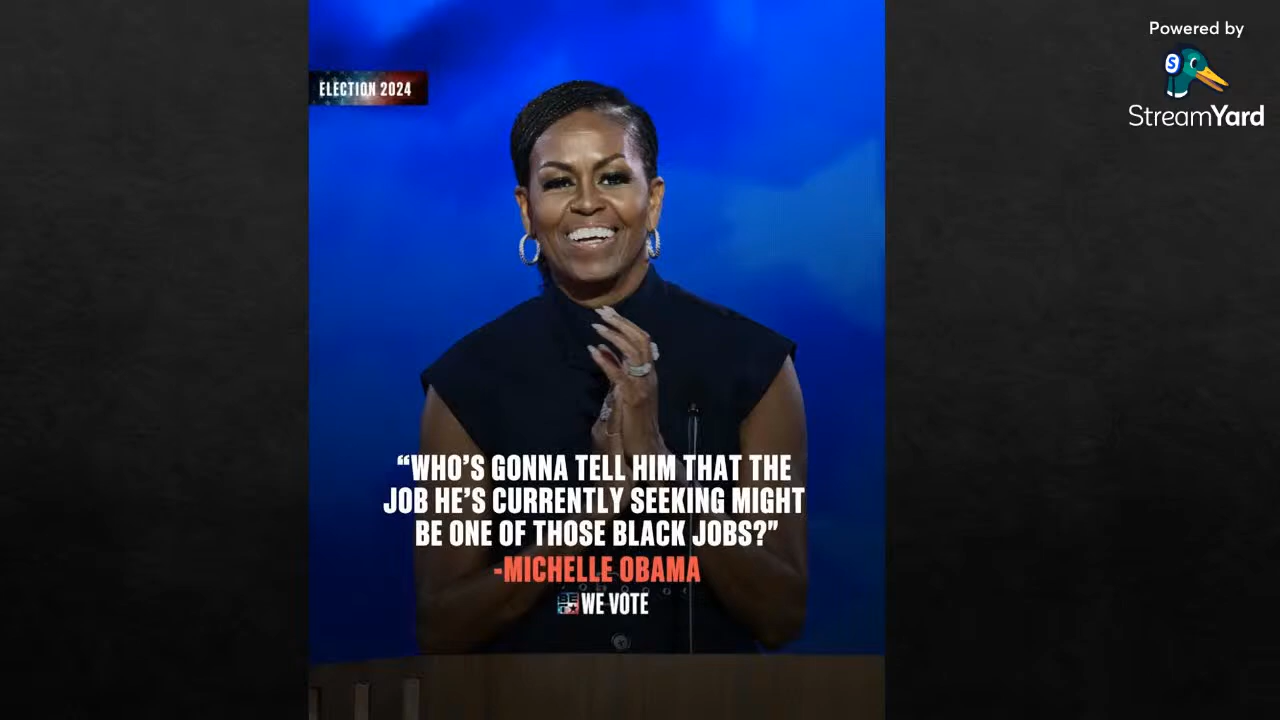 Powered by
StreamYard
ELECTION 2024
“WHO’S GONNA TELL HIM THAT THE
JOB HE’S CURRENTLY SEEKING MIGHT
BE ONE OF THOSE BLACK JOBS?”
-MICHELLE OBAMA
BET WE VOTE